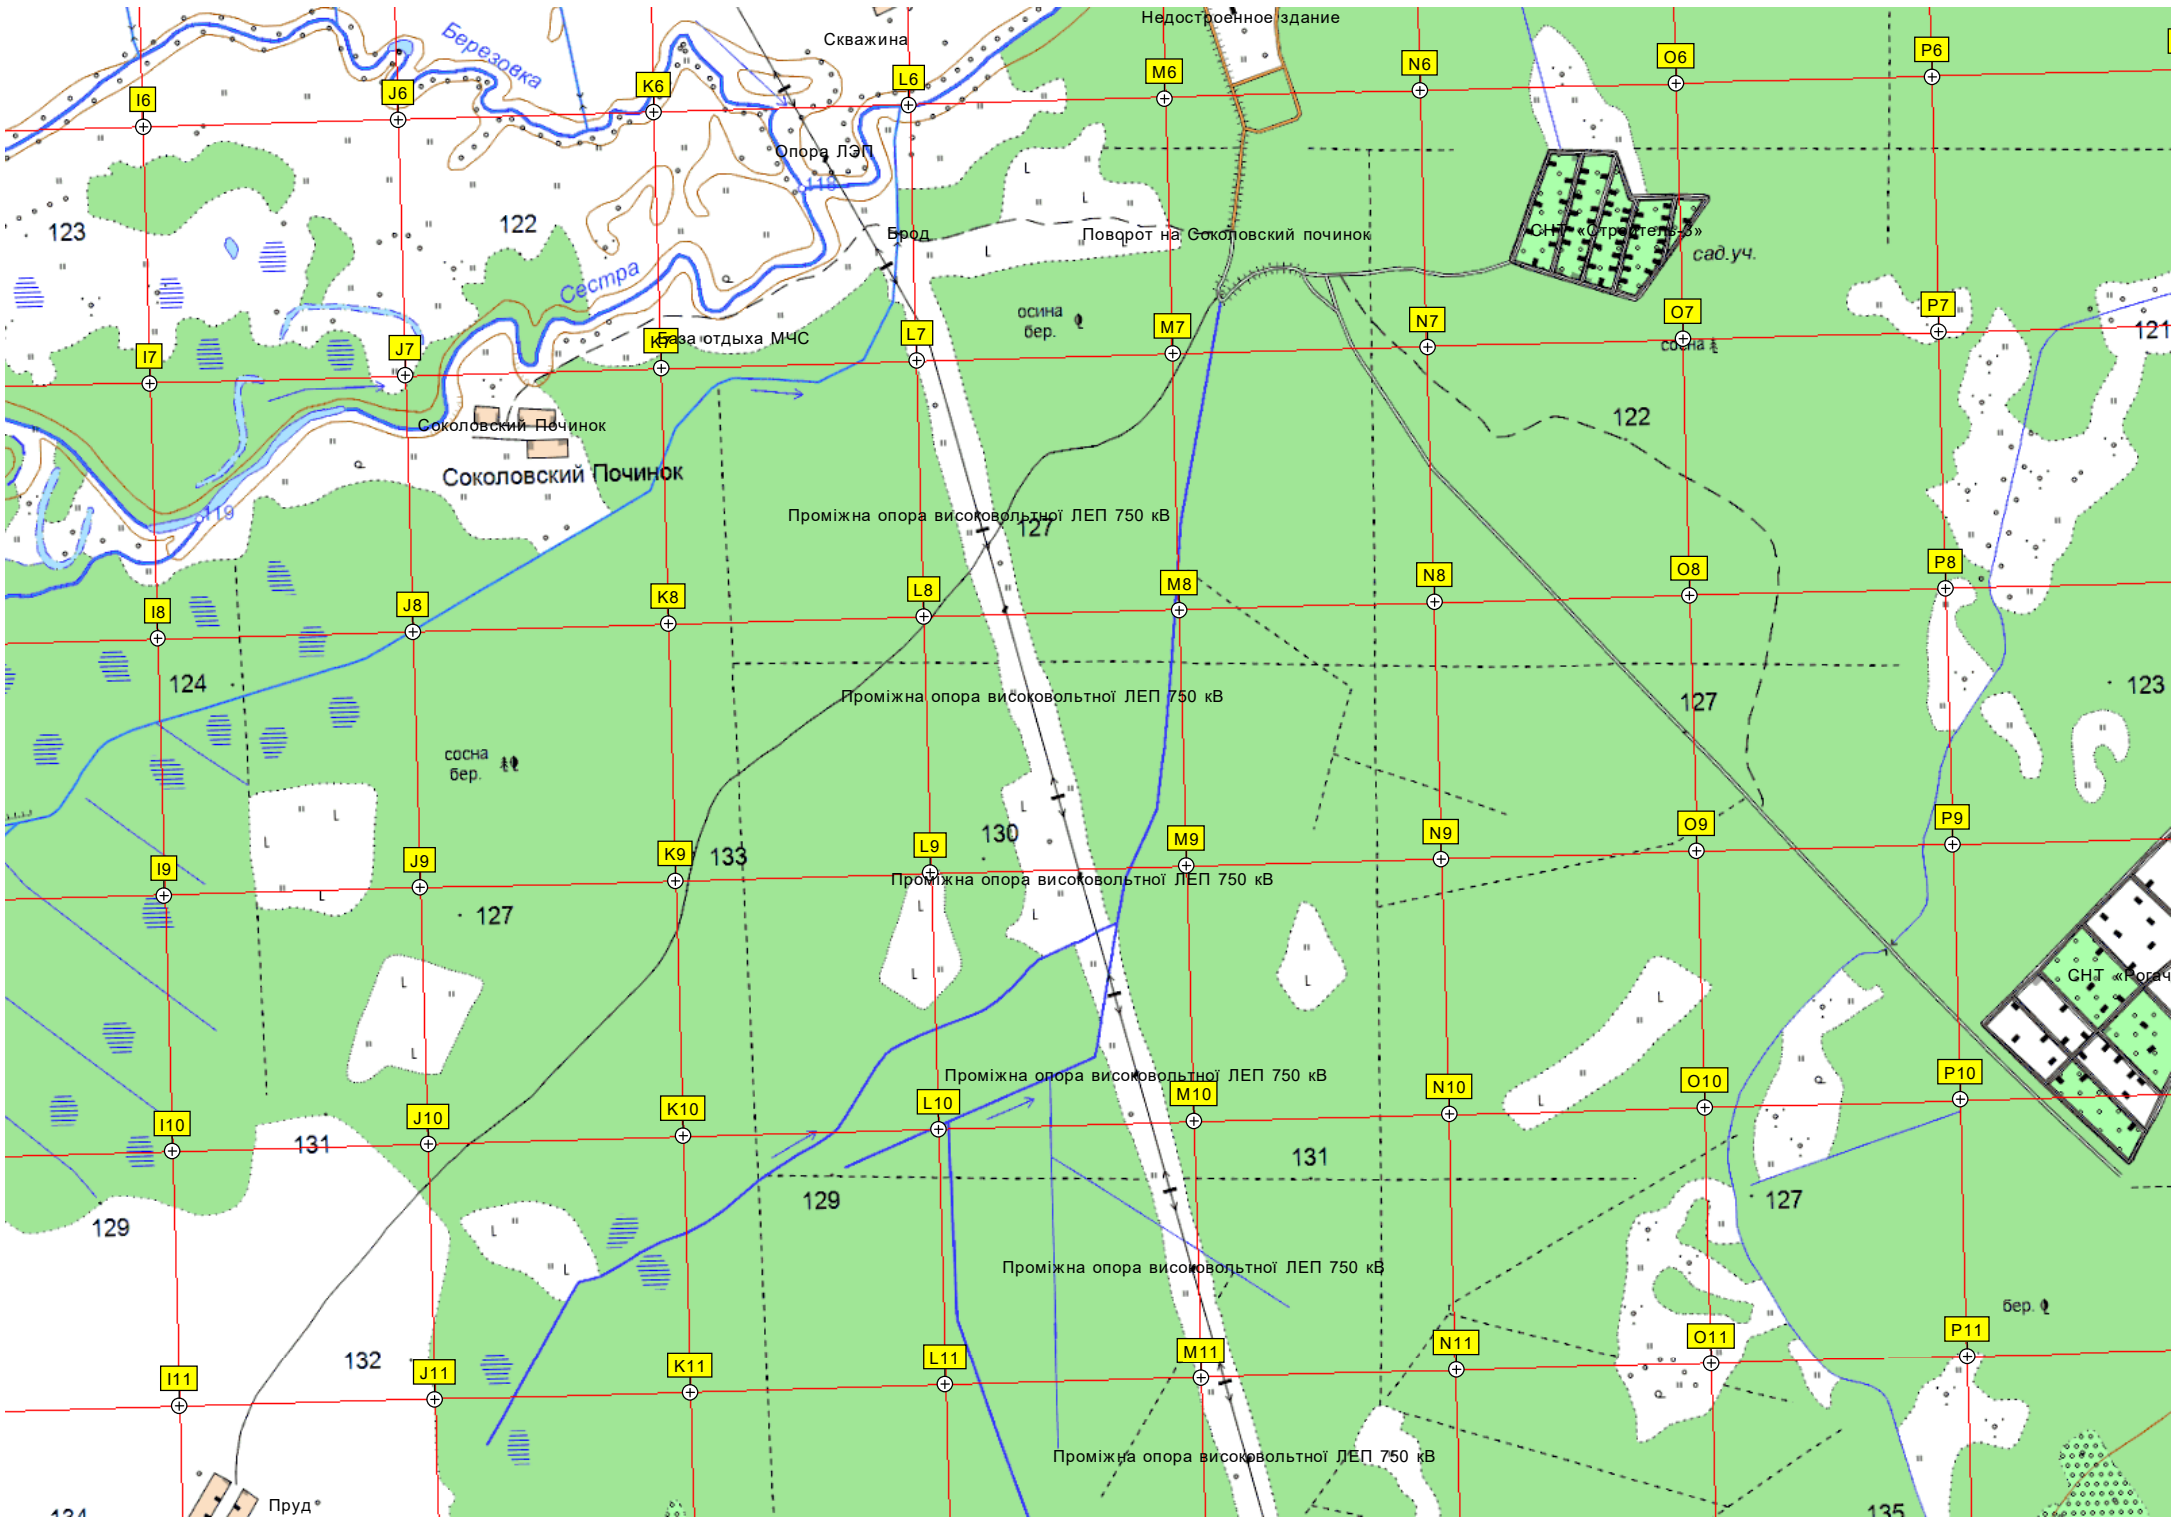 Недостроенное здание
Скважина
Березовка
I6
J6
K6
L6
M6
N6
O6
P6
Опора ЛЭП
118
123
122
Сестра
Брод
Поворот на Соколовский починок
СНТ «Строитель-3»
сад.уч.
осина
бер.
I7
J7
K7
База отдыха МЧС
L7
M7
N7
O7
P7
сосна
121
122
Соколовский Починок
Соколовский Починок
119
Проміжна опора високовольтної ЛЕП 750 кВ
127
I8
J8
K8
L8
M8
N8
O8
P8
124
123
Проміжна опора високовольтної ЛЕП 750 кВ
127
сосна
бер.
130
133
I9
J9
K9
L9
M9
N9
O9
P9
Проміжна опора високовольтної ЛЕП 750 кВ
127
СНТ «Рогач
Проміжна опора високовольтної ЛЕП 750 кВ
I10
J10
K10
L10
M10
N10
O10
P10
131
131
129
127
129
Проміжна опора високовольтної ЛЕП 750 кВ
бер.
132
I11
J11
K11
L11
M11
N11
O11
P11
Проміжна опора високовольтної ЛЕП 750 кВ
Пруд
134
135